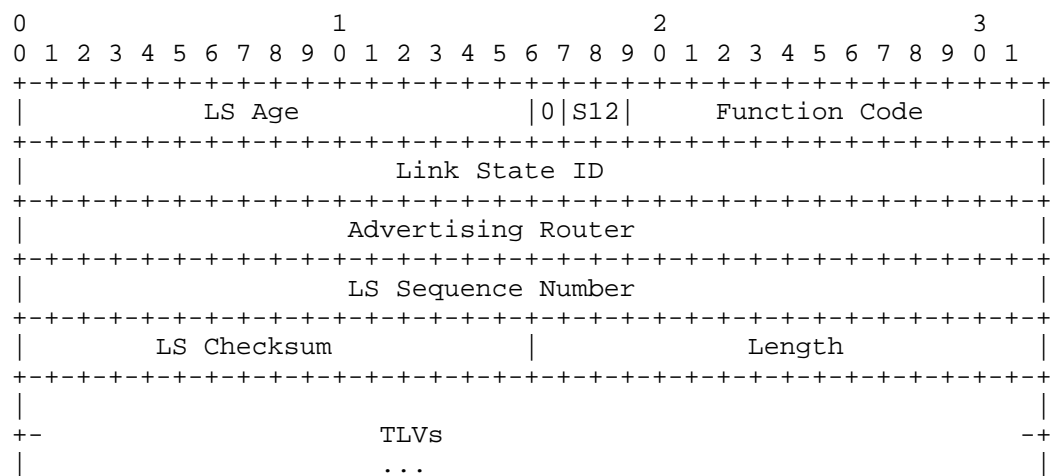 0                   1                   2                   3
0 1 2 3 4 5 6 7 8 9 0 1 2 3 4 5 6 7 8 9 0 1 2 3 4 5 6 7 8 9 0 1
+-+-+-+-+-+-+-+-+-+-+-+-+-+-+-+-+-+-+-+-+-+-+-+-+-+-+-+-+-+-+-+-+
|           LS Age              |0|S12|     Function Code       |
+-+-+-+-+-+-+-+-+-+-+-+-+-+-+-+-+-+-+-+-+-+-+-+-+-+-+-+-+-+-+-+-+
|                       Link State ID                           |
+-+-+-+-+-+-+-+-+-+-+-+-+-+-+-+-+-+-+-+-+-+-+-+-+-+-+-+-+-+-+-+-+
|                    Advertising Router                         |
+-+-+-+-+-+-+-+-+-+-+-+-+-+-+-+-+-+-+-+-+-+-+-+-+-+-+-+-+-+-+-+-+
|                    LS Sequence Number                         |
+-+-+-+-+-+-+-+-+-+-+-+-+-+-+-+-+-+-+-+-+-+-+-+-+-+-+-+-+-+-+-+-+
|        LS Checksum            |             Length            |
+-+-+-+-+-+-+-+-+-+-+-+-+-+-+-+-+-+-+-+-+-+-+-+-+-+-+-+-+-+-+-+-+
|                                                               |
+-                     TLVs                                    -+
|                      ...                                      |